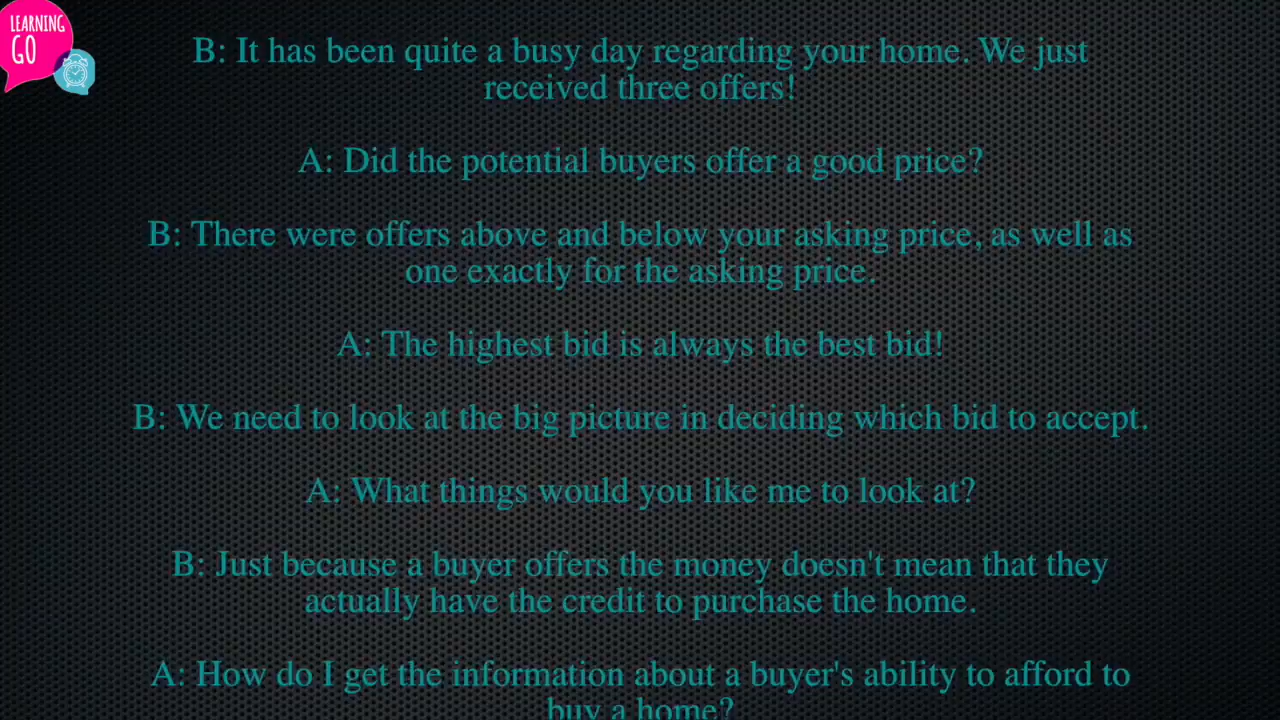 LEARNING
GO
B: It has been quite a busy day regarding your home. We just
received three offers!
A: Did the potential buyers offer a good price?
B: There were offers above and below your asking price, as well as
one exactly for the asking price.
A: The highest bid is always the best bid!
B: We need to look at the big picture in deciding which bid to accept.
A: What things would you like me to look at?
B: Just because a buyer offers the money doesn't mean that they
actually have the credit to purchase the home.
A: How do I get the information about a buyer's ability to afford to
buy a home?